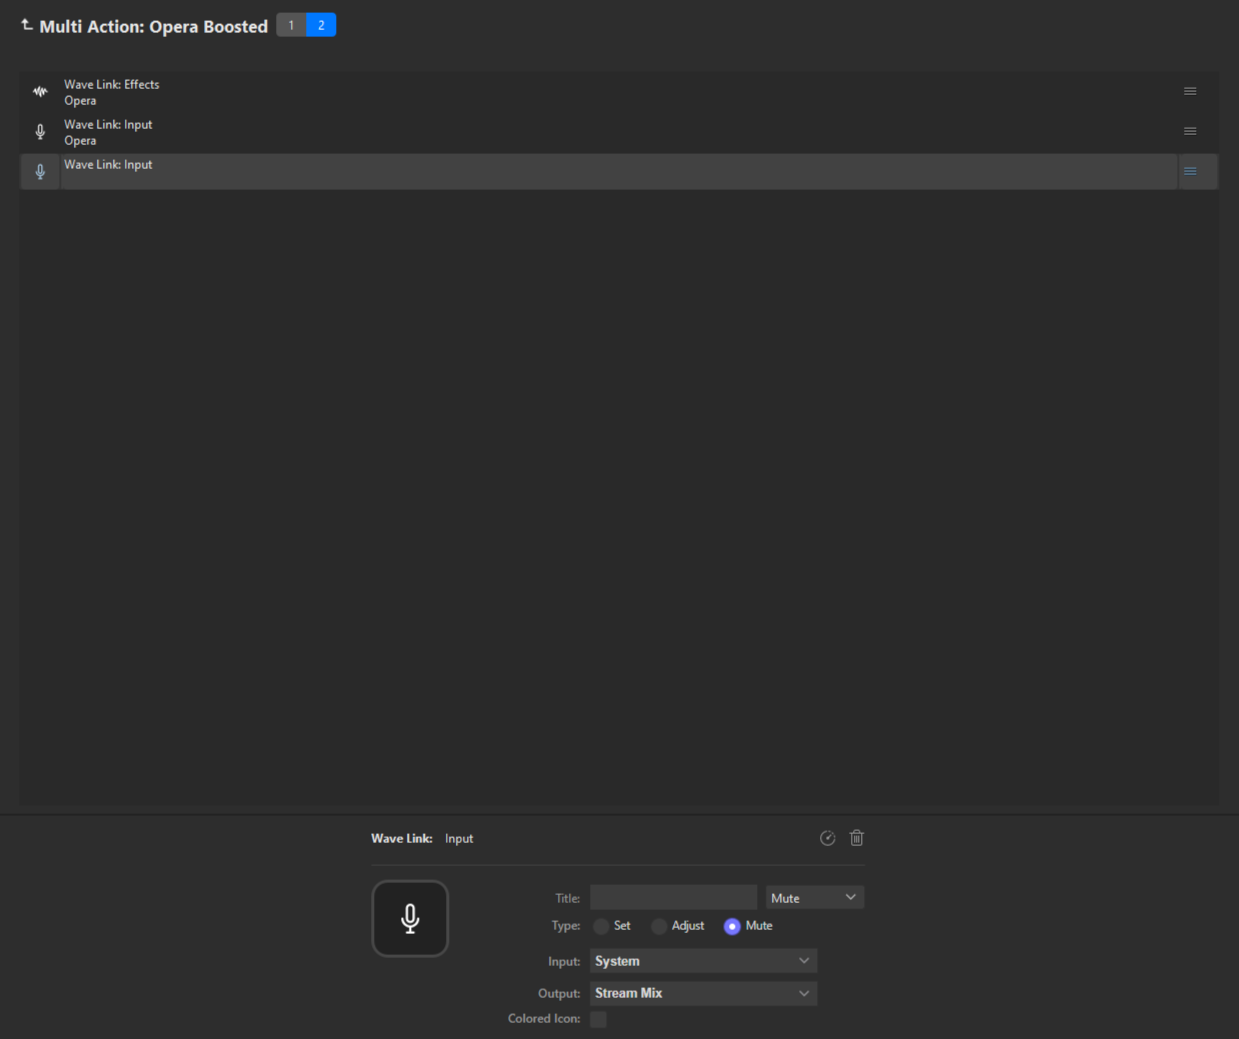 Multi Action: Opera Boosted 1 2
Wave Link: Effects
Opera
Wave Link: Input
Opera
Wave Link: Input
Wave Link: Input
Title: Mute
Type: Set Adjust Mute
Input: System
Output: Stream Mix
Colored Icon: